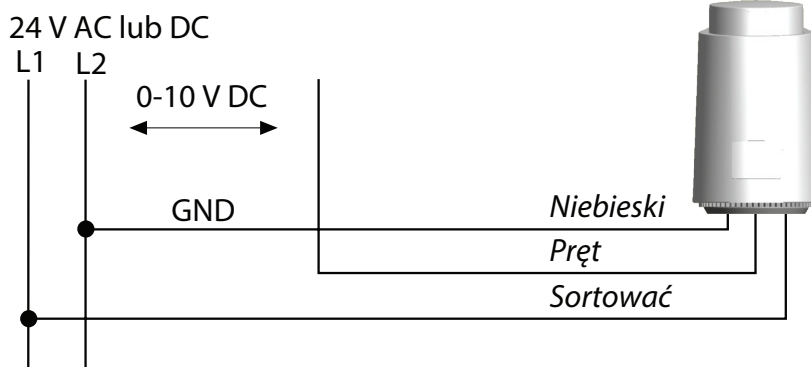 24 V AC lub DC
L1 L2
0-10 V DC
GND
Niebieski
Pręt
Sortować